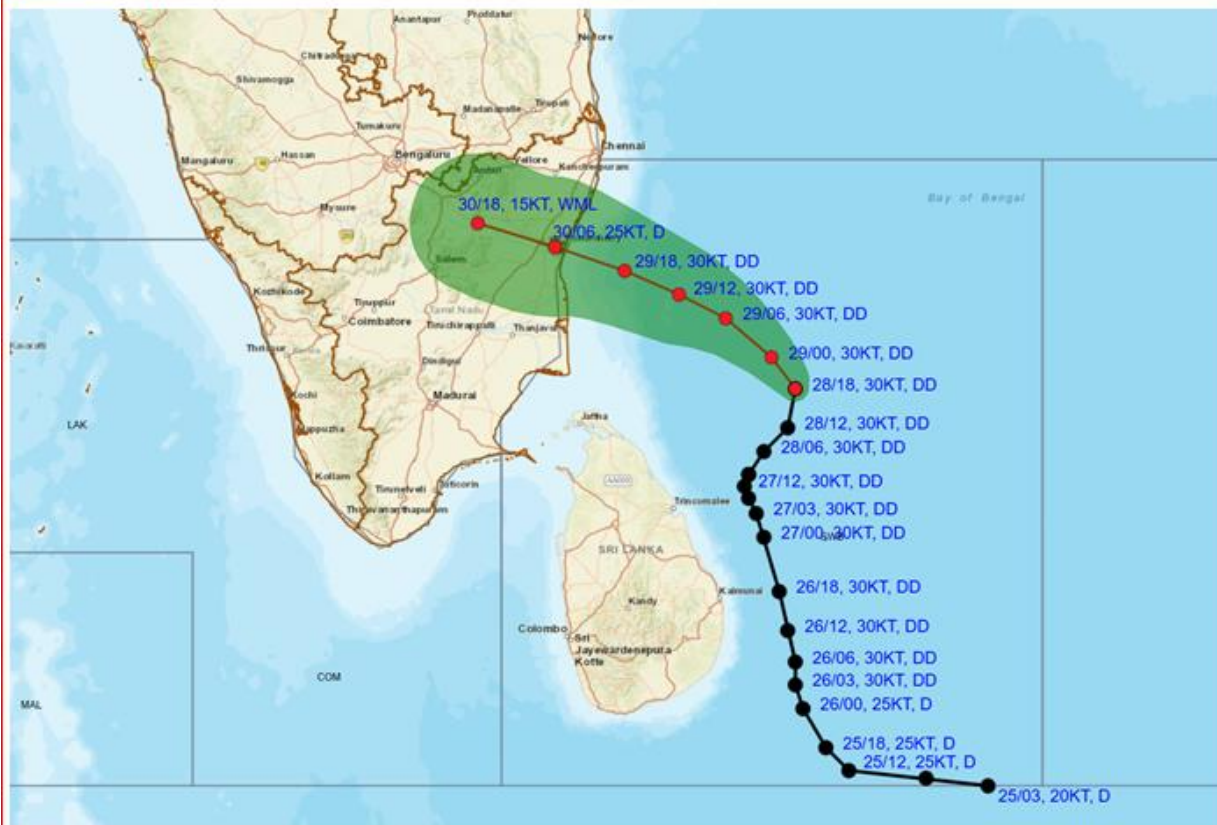 Anantapur
Proddatur
Nellore
Chitradurga
Shivamogga
Madanapalle
Tirupati
Tumakuru
Chennai
Mangaluru
Hassan
Bengaluru
Vellore
Kancheepuram
Ambur
Mysore
Bay of Bengal
30/18, 15KT, WML
30/06, 25KT, D
Salem
29/18, 30KT, DD
Kozhikode
29/12, 30KT, DD
Tiruppur
Tamil Nadu
Coimbatore
Tiruchirappalli
Thanjavur
29/06, 30KT, DD
Kavaratti
Thrissur
Kerala
Dindigul
29/00, 30KT, DD
Kochi
Madurai
28/18, 30KT, DD
LAK
Alappuzha
Jaffna
28/12, 30KT, DD
28/06, 30KT, DD
Kollam
Tirunelveli
Tuticorin
27/12, 30KT, DD
Thiruvananthapuram
Trincomalee
27/03, 30KT, DD
27/00, 30KT, DD
SWB
SRI LANKA
26/18, 30KT, DD
Kalmunai
Kandy
Colombo
Sri
Jayewardenepura
Kotte
26/12, 30KT, DD
26/06, 30KT, DD
COM
26/03, 30KT, DD
MAL
26/00, 25KT, D
25/18, 25KT, D
25/12, 25KT, D
25/03, 20KT, D